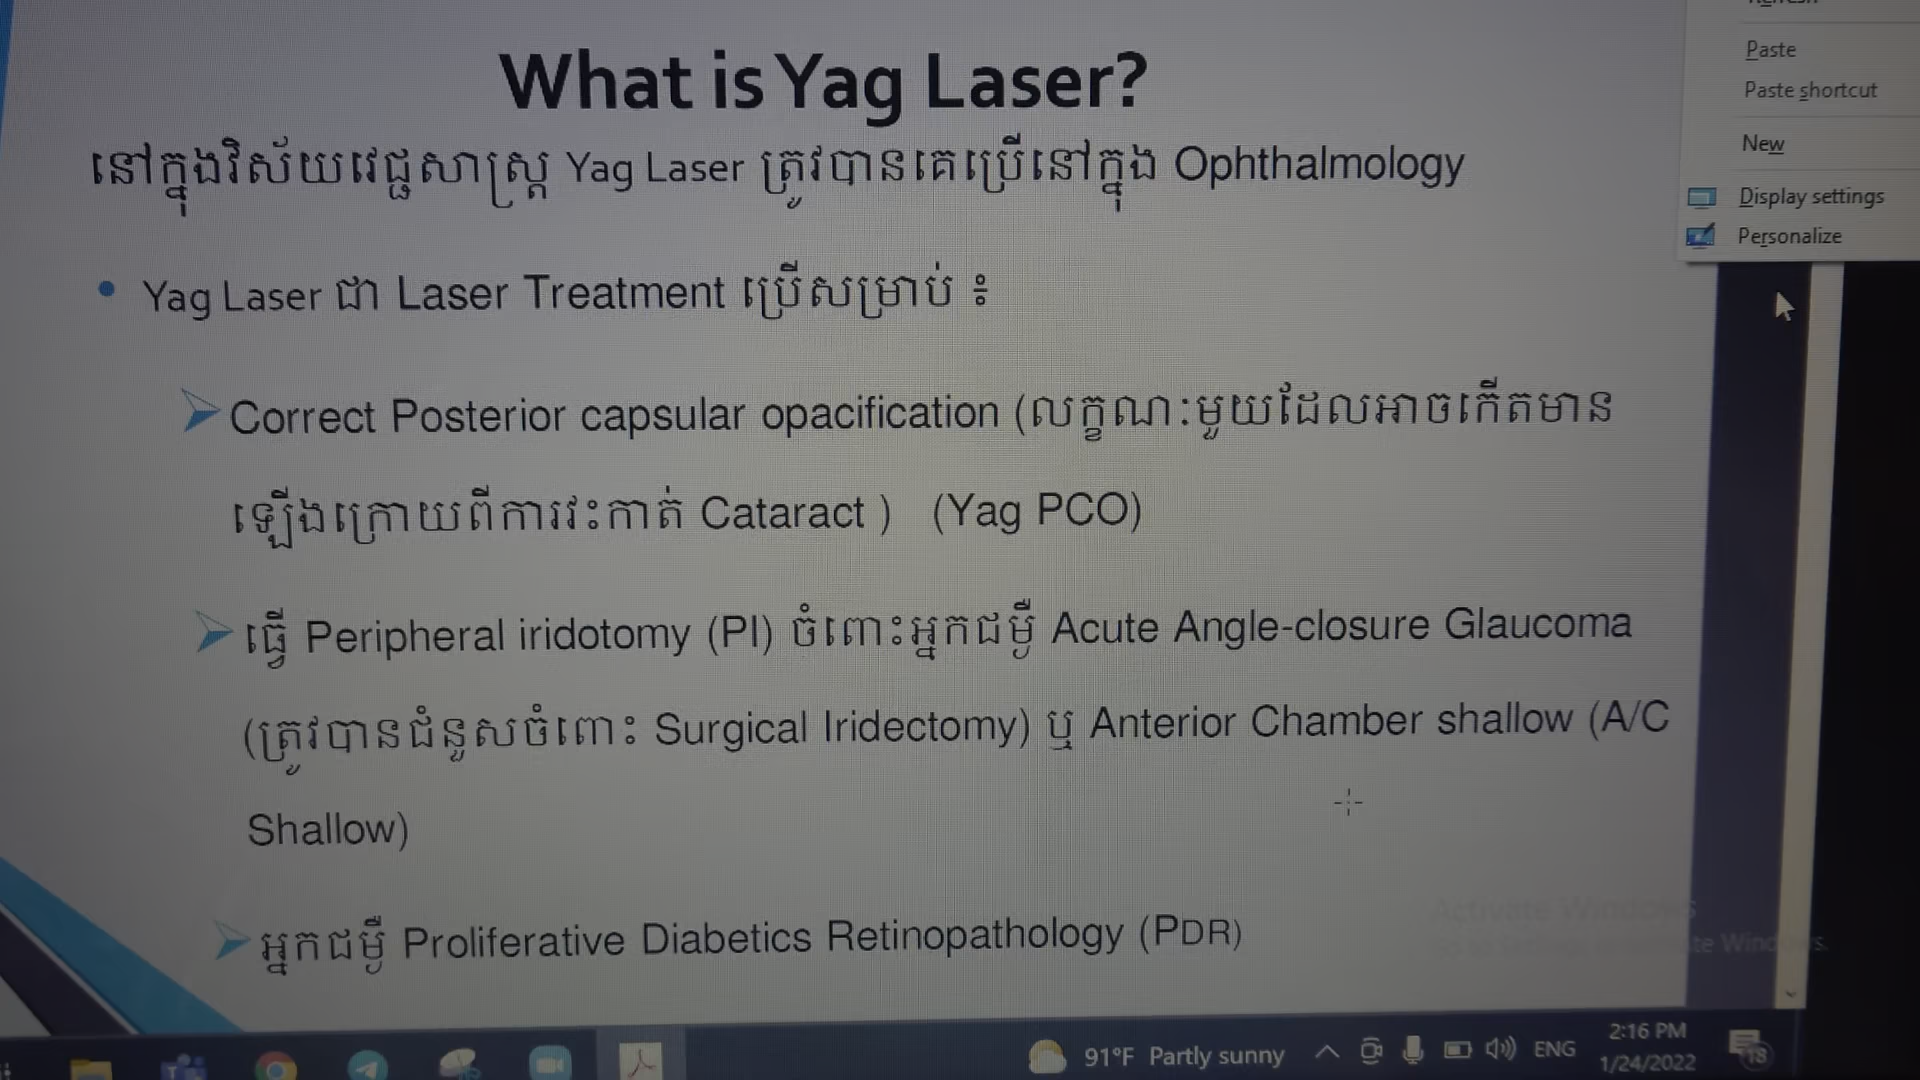 Refresh
What is Yag Laser?
Paste
Paste shortcut
នៅក្នុងវិស័យវេជ្ជសាស្ត្រ Yag Laser ត្រូវបានគេប្រើនៅក្នុង Ophthalmology
New
Display settings
Personalize
• Yag Laser ជា Laser Treatment ប្រើសម្រាប់ ៖
➢ Correct Posterior capsular opacification (លក្ខណៈមួយដែលអាចកើតមាន
ឡើងក្រោយពីការវះកាត់ Cataract ) (Yag PCO)
➢ ធ្វើ Peripheral iridotomy (PI) ចំពោះអ្នកជម្ងឺ Acute Angle-closure Glaucoma
(ត្រូវបានជំនួសចំពោះ Surgical Iridectomy) ឬ Anterior Chamber shallow (A/C
Shallow)
➢ អ្នកជម្ងឺ Proliferative Diabetics Retinopathology (PDR)
Activate Windows
91°F Partly sunny
ENG
2:16 PM
1/24/2022
18